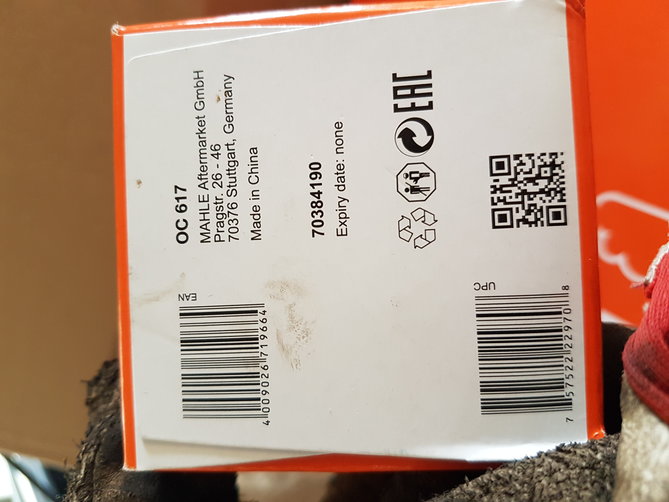 OC 617
MAHLE Aftermarket GmbH
Pragstr. 26 - 46
70376 Stuttgart, Germany
Made in China
70384190
Expiry date: none
EAC
EAN
4 009026 719664
UPC
7 57522 22970 8